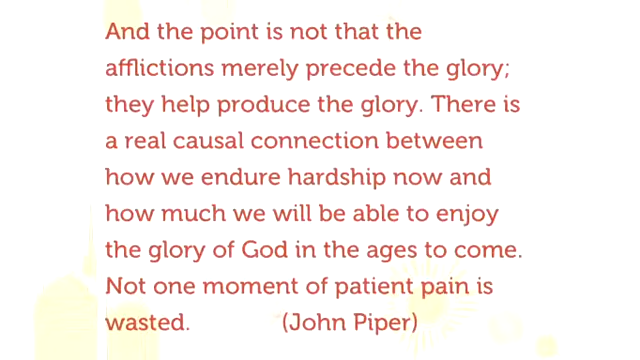 And the point is not that the
afflictions merely precede the glory;
they help produce the glory. There is
a real causal connection between
how we endure hardship now and
how much we will be able to enjoy
the glory of God in the ages to come.
Not one moment of patient pain is
wasted. (John Piper)